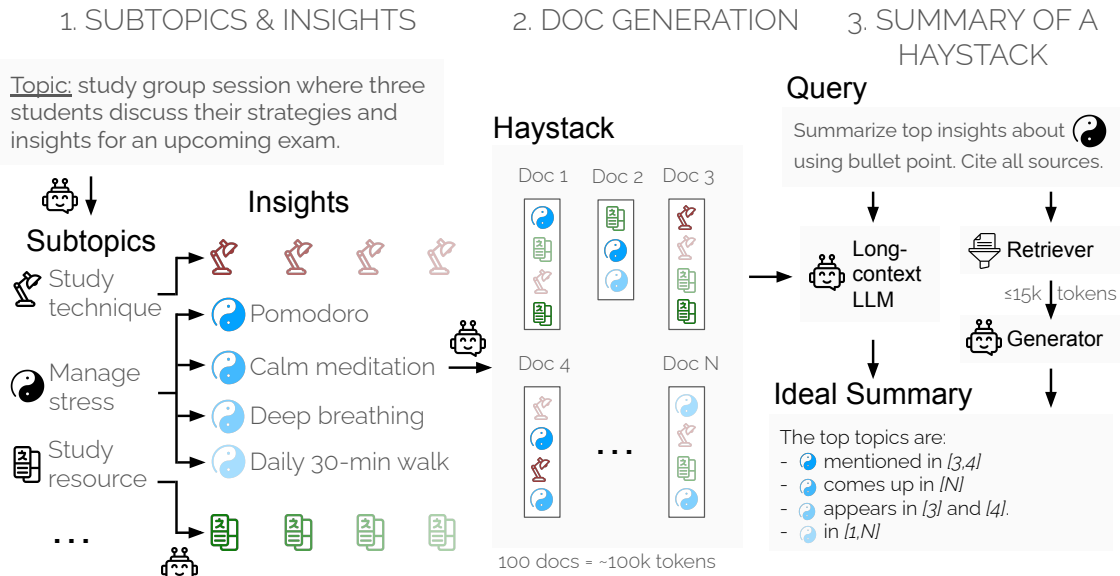 1. SUBTOPICS & INSIGHTS
Topic: study group session where three
students discuss their strategies and
insights for an upcoming exam.
Subtopics
Insights
Study
technique
Manage
stress
Study
resource
...
Pomodoro
Calm meditation
Deep breathing
Daily 30-min walk
2. DOC GENERATION
Haystack
Doc 1
Doc 2
Doc 3
Doc 4
...
Doc N
100 docs = ~100k tokens
3. SUMMARY OF A
HAYSTACK
Query
Summarize top insights about
using bullet point. Cite all sources.
Long-
context
LLM
Retriever
≤15k tokens
Generator
Ideal Summary
The top topics are:
- mentioned in [3,4]
- comes up in [N]
- appears in [3] and [4].
- in [1,N]